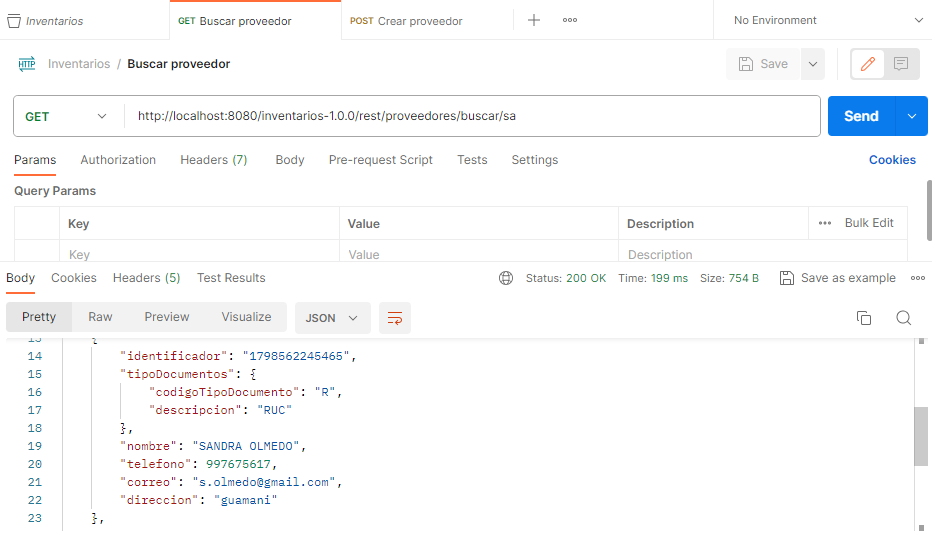 Inventarios
GET Buscar proveedor
POST Crear proveedor
No Environment
HTTP Inventarios / Buscar proveedor
Save
GET http://localhost:8080/inventarios-1.0.0/rest/proveedores/buscar/sa
Send
Params Authorization Headers (7) Body Pre-request Script Tests Settings Cookies
Query Params
Key Value Description Bulk Edit
Key Value Description
Body Cookies Headers (5) Test Results Status: 200 OK Time: 199 ms Size: 754 B Save as example
Pretty Raw Preview Visualize JSON
13 {
14 "identificador": "1798562245465",
15 "tipoDocumentos": {
16 "codigoTipoDocumento": "R",
17 "descripcion": "RUC"
18 },
19 "nombre": "SANDRA OLMEDO",
20 "telefono": 997675617,
21 "correo": "s.olmedo@gmail.com",
22 "direccion": "guamani"
23 },